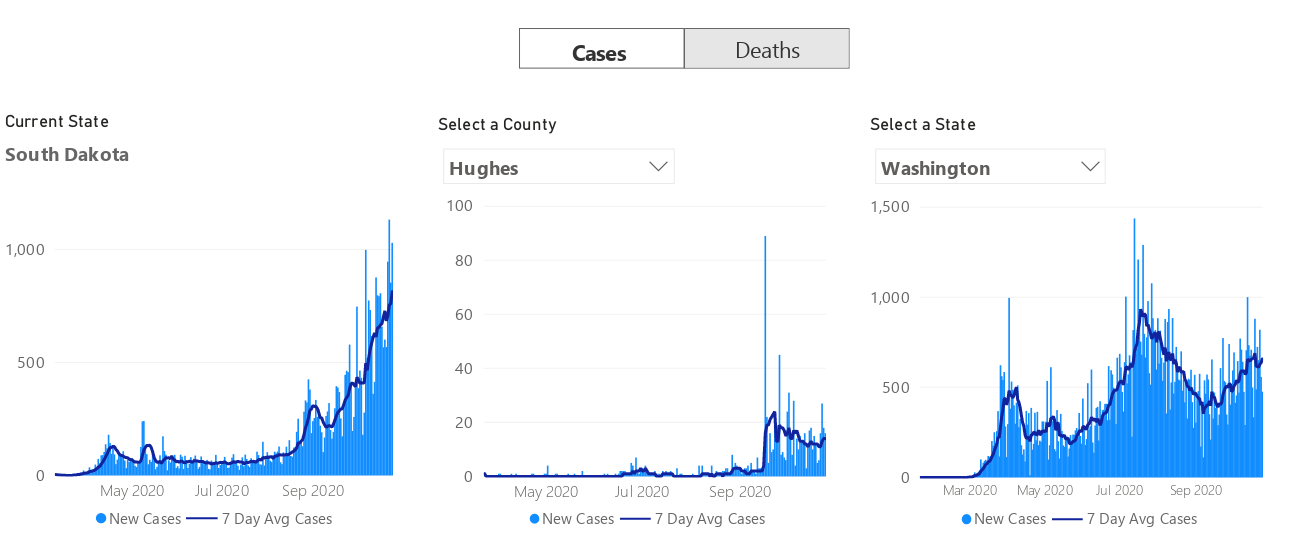 Cases Deaths
Current State
South Dakota
1,000
500
0
May 2020 Jul 2020 Sep 2020
New Cases 7 Day Avg Cases
Select a County
Hughes
100
80
60
40
20
0
May 2020 Jul 2020 Sep 2020
New Cases 7 Day Avg Cases
Select a State
Washington
1,500
1,000
500
0
Mar 2020 May 2020 Jul 2020 Sep 2020
New Cases 7 Day Avg Cases